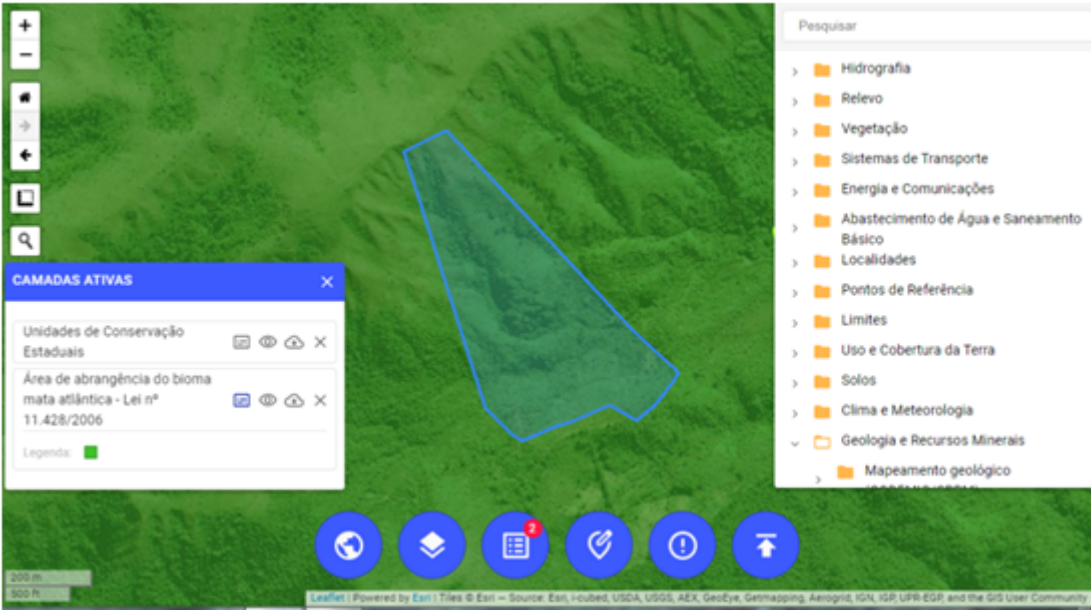 +
−
Pesquisar
Hidrografia
Relevo
Vegetação
Sistemas de Transporte
Energia e Comunicações
Abastecimento de Água e Saneamento
Básico
Localidades
Pontos de Referência
Limites
Uso e Cobertura da Terra
Solos
Clima e Meteorologia
Geologia e Recursos Minerais
Mapeamento geológico
CAMADAS ATIVAS
Unidades de Conservação
Estaduais
Área de abrangência do bioma
mata atlântica - Lei nº
11.428/2006
Legenda:
2
200 m
500 ft
Leaflet | Powered by Esri | Tiles © Esri — Source: Esri, i-cubed, USDA, USGS, AEX, GeoEye, Getmapping, Aerogrid, IGN, IGP, UPR-EGP, and the GIS User Community